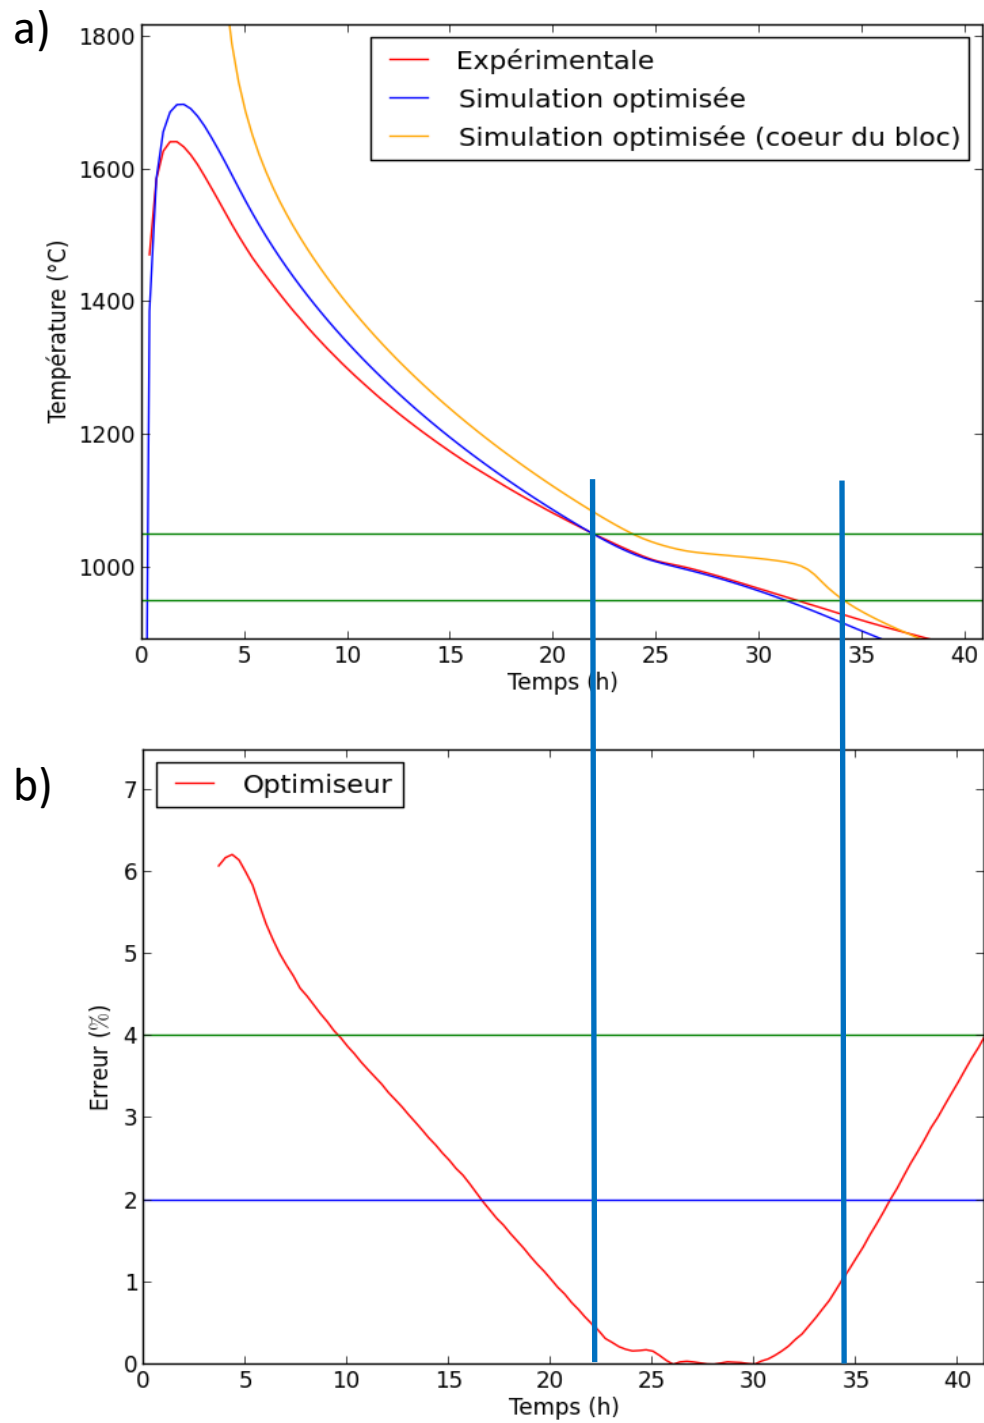 a)
1800
1600
1400
1200
1000
Température (°C)
Expérimentale
Simulation optimisée
Simulation optimisée (coeur du bloc)
0 5 10 15 20 25 30 35 40
Temps (h)
b)
7
6
5
4
3
2
1
0
Erreur (%)
Optimiseur
0 5 10 15 20 25 30 35 40
Temps (h)